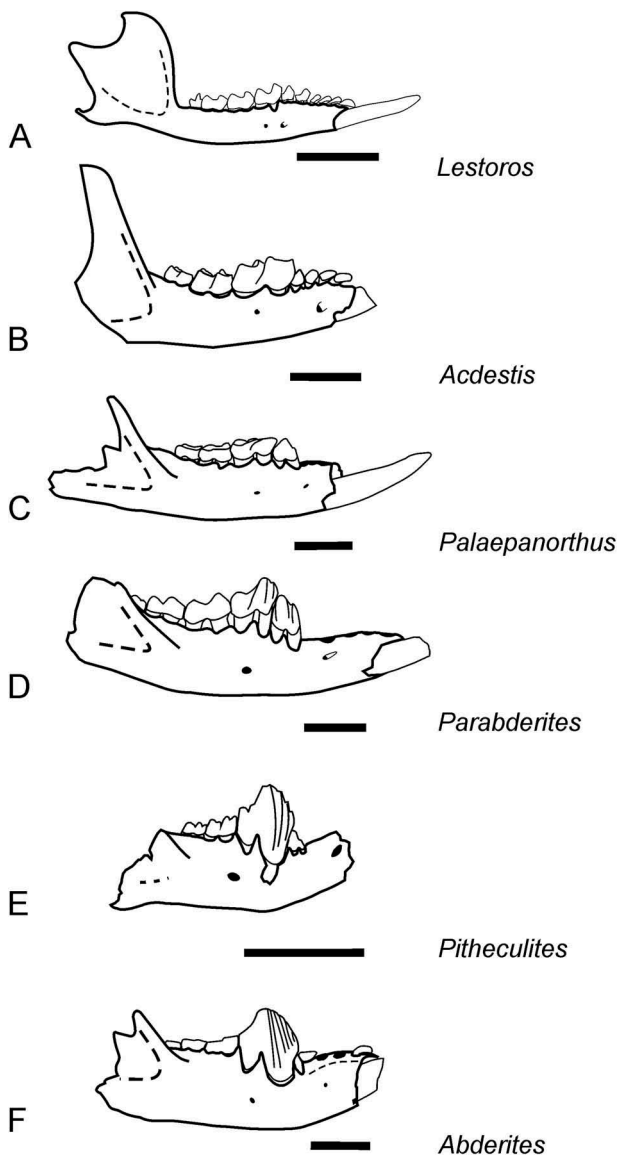 A
Lestoros
B
Acdestis
C
Palaepanorthus
D
Parabderites
E
Pitheculites
F
Abderites